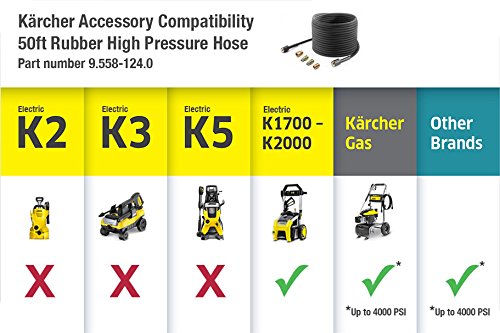 Kärcher Accessory Compatibility
50ft Rubber High Pressure Hose
Part number 9.558-124.0
Electric
K2
Electric
K3
Electric
K5
Electric
K1700 –
K2000
Kärcher
Gas
Other
Brands
X
X
X
✓
✓*
✓*
*Up to 4000 PSI
*Up to 4000 PSI